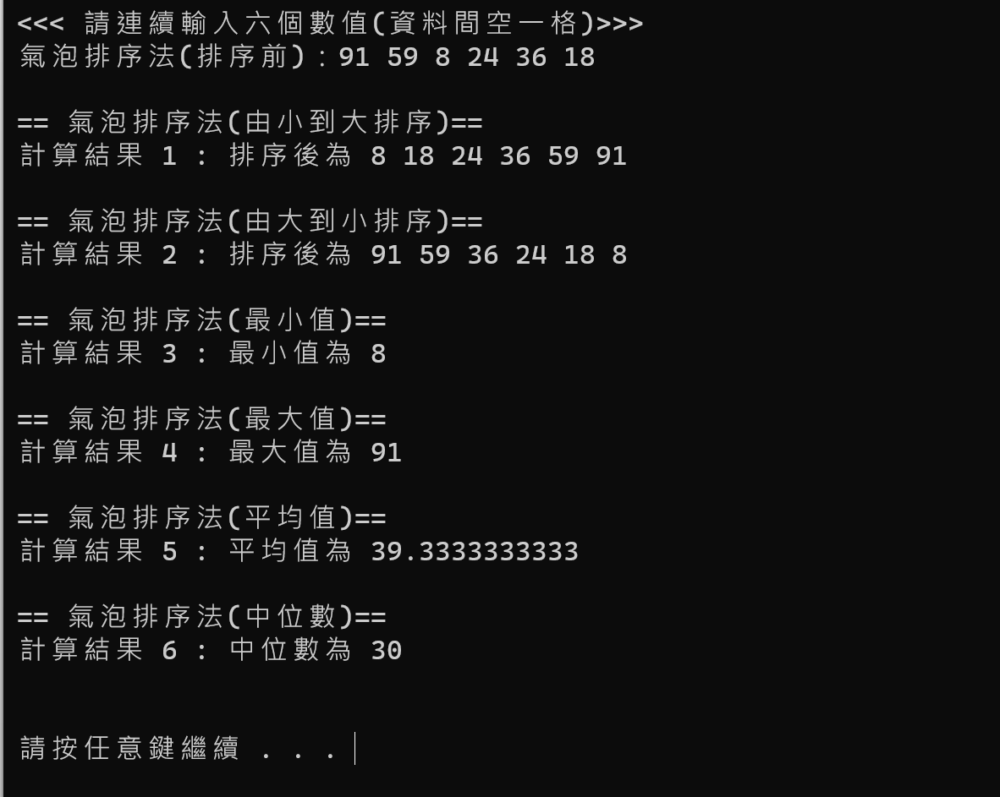 <<< 請連續輸入六個數值(資料間空一格)>>>
氣泡排序法(排序前)：91 59 8 24 36 18
== 氣泡排序法(由小到大排序)==
計算結果 1 : 排序後為 8 18 24 36 59 91
== 氣泡排序法(由大到小排序)==
計算結果 2 : 排序後為 91 59 36 24 18 8
== 氣泡排序法(最小值)==
計算結果 3 : 最小值為 8
== 氣泡排序法(最大值)==
計算結果 4 : 最大值為 91
== 氣泡排序法(平均值)==
計算結果 5 : 平均值為 39.3333333333
== 氣泡排序法(中位數)==
計算結果 6 : 中位數為 30
請按任意鍵繼續 . . .